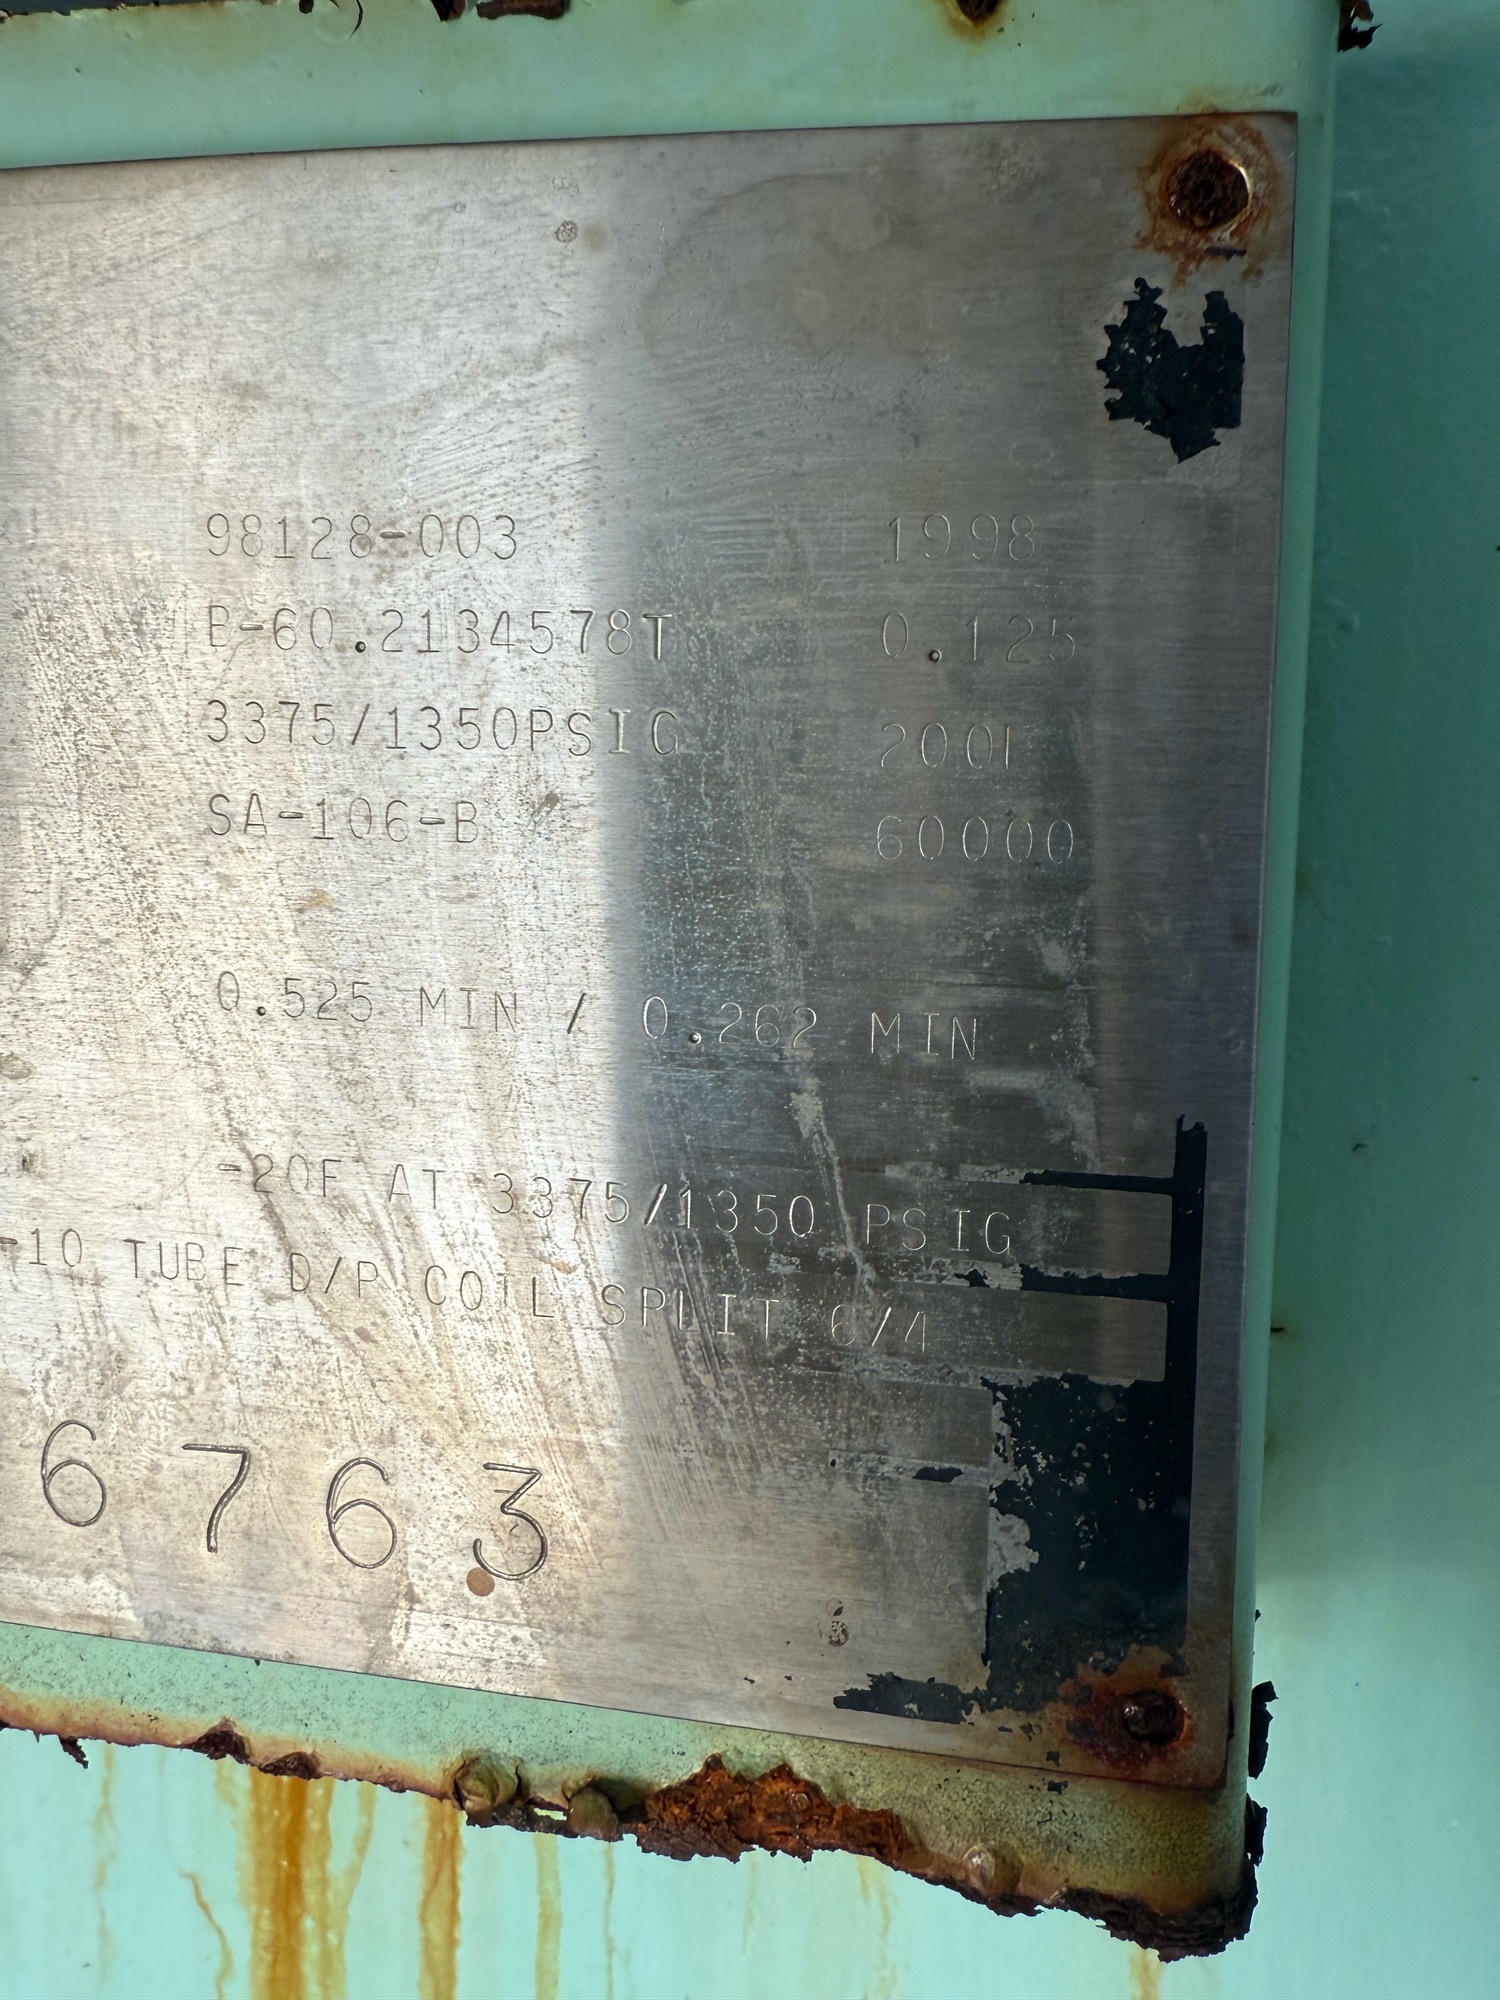 98128-003 1998
B-60.2134578T 0.125
3375/1350PSIG 200F
SA-106-B 60000
0.525 MIN / 0.262 MIN
-20F AT 3375/1350 PSIG
-10 TUBE D/P COIL SPLIT 6/4
6763